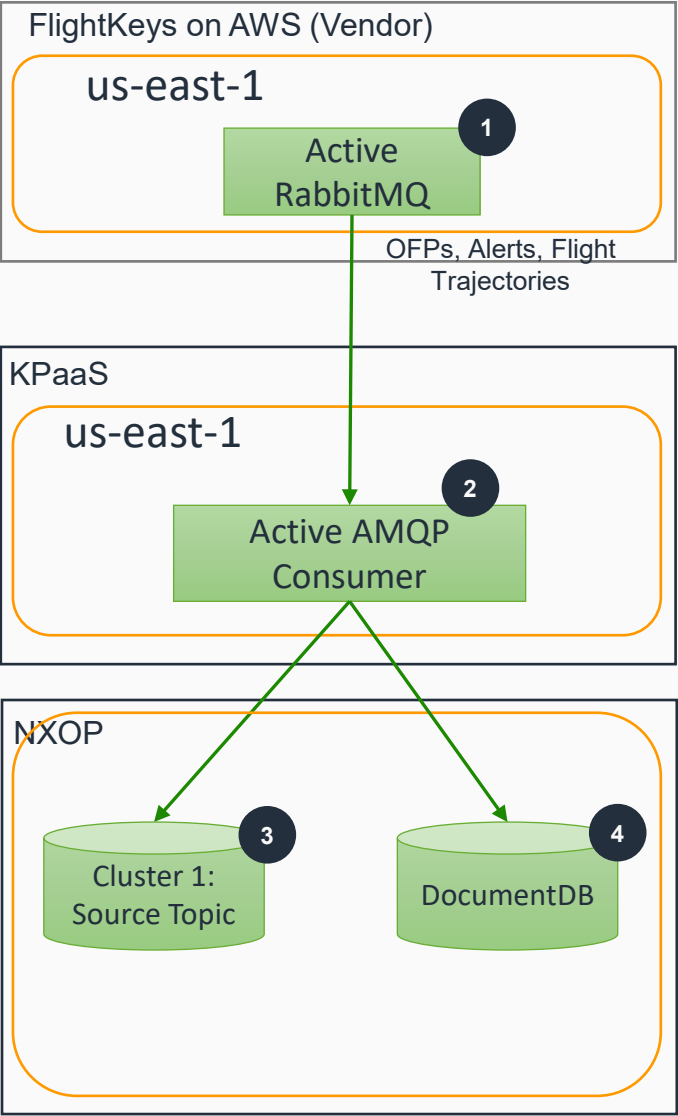 FlightKeys on AWS (Vendor)
us-east-1
1
Active
RabbitMQ
OFPs, Alerts, Flight
Trajectories
KPaaS
us-east-1
2
Active AMQP
Consumer
NXOP
3
Cluster 1:
Source Topic
4
DocumentDB